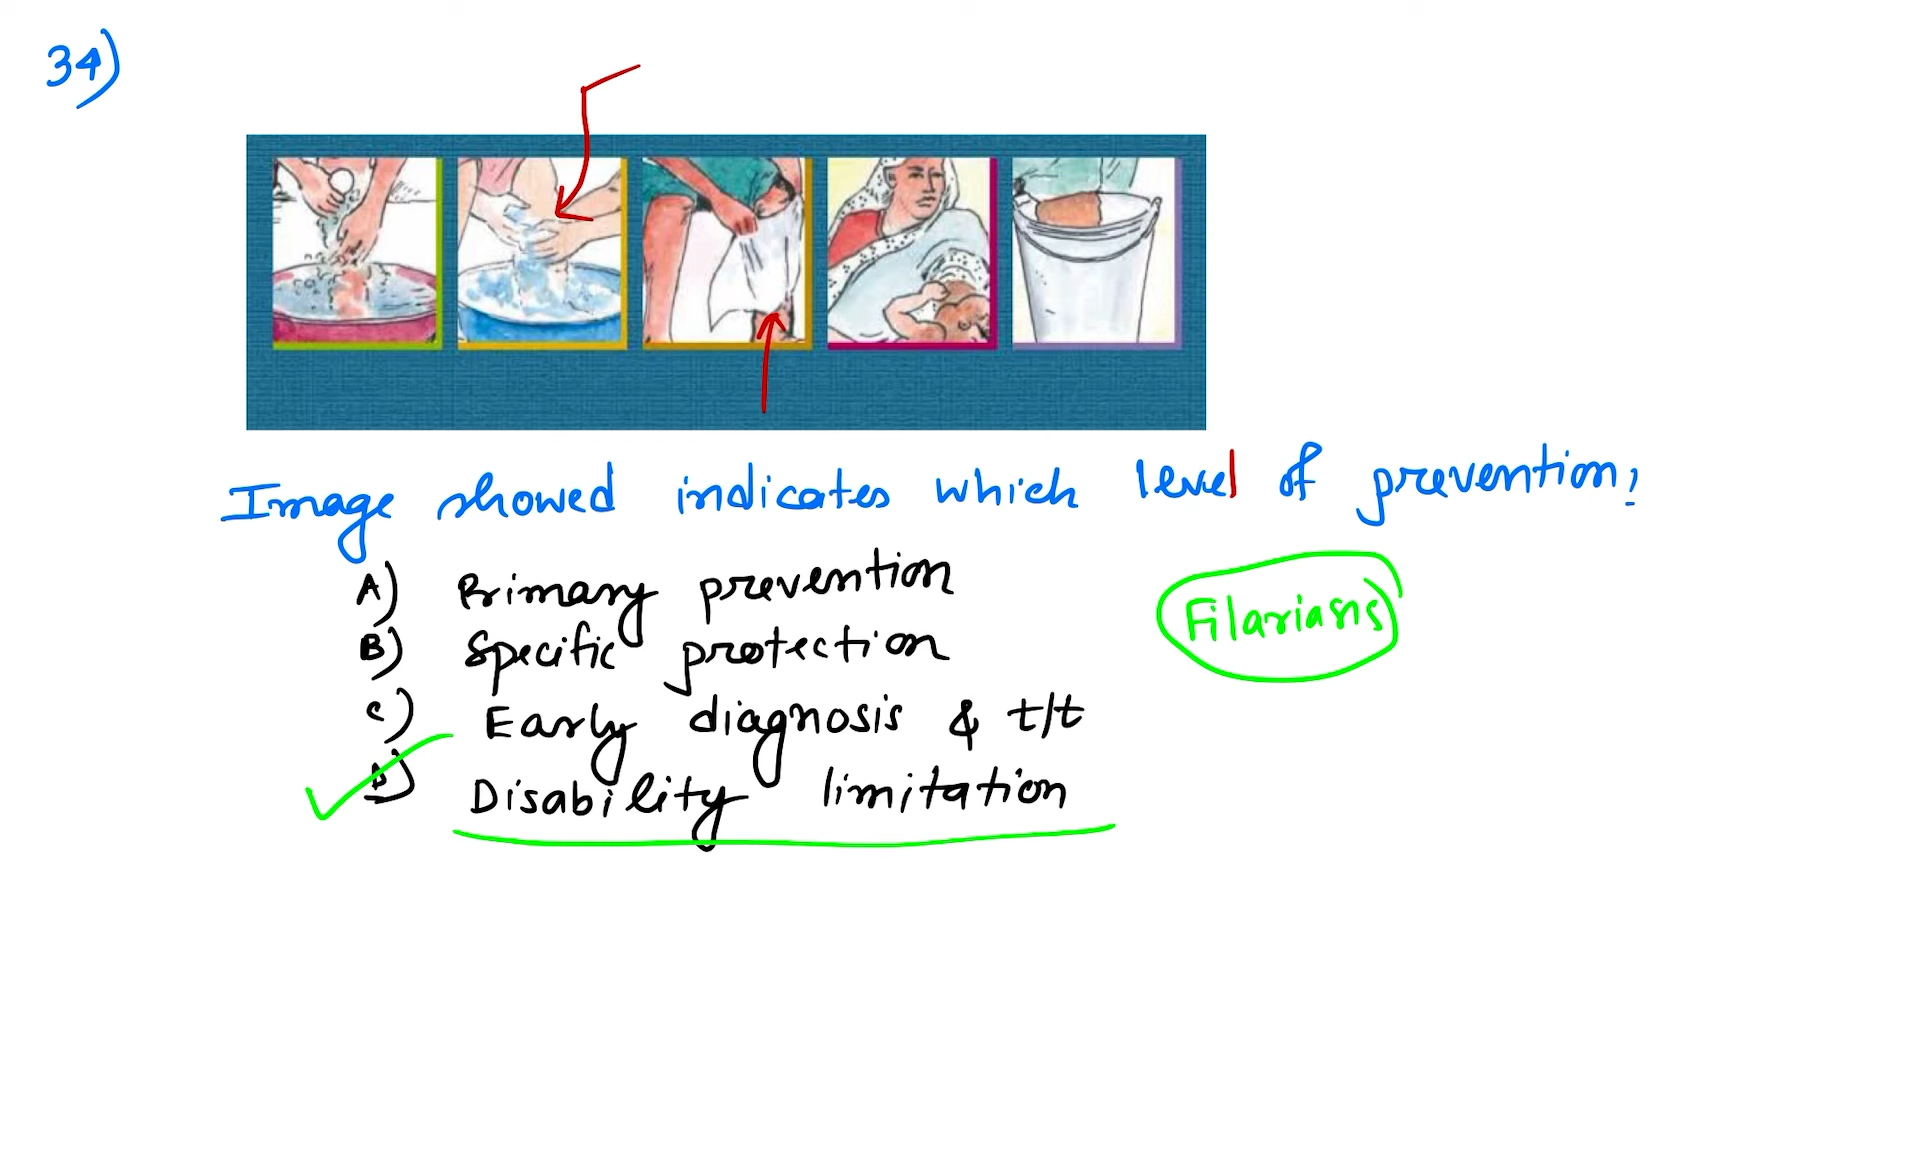 34)
Image showed indicates which level of prevention?
A) Primary prevention
B) Specific protection
Filariasis
C) Early diagnosis & t/t
D) Disability limitation